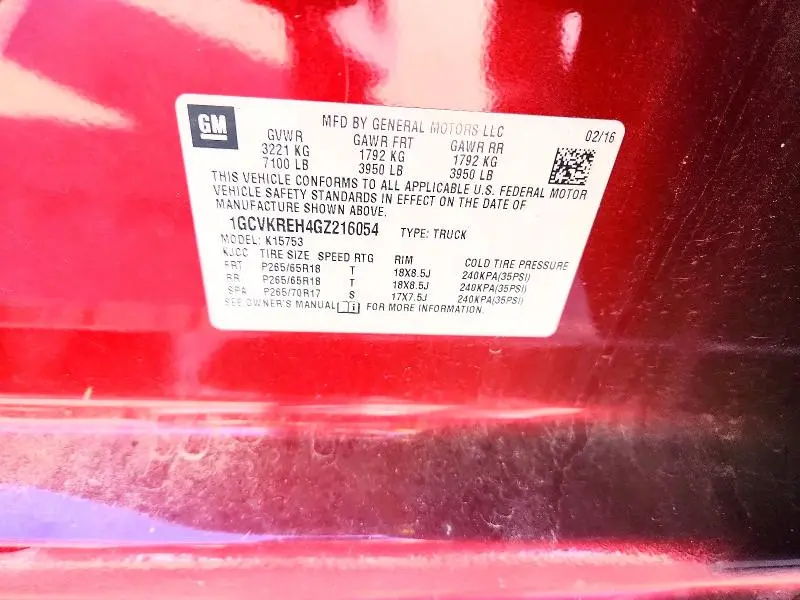 GM
MFD BY GENERAL MOTORS LLC 02/16
GVWR GAWR FRT GAWR RR
3221 KG 1792 KG 1792 KG
7100 LB 3950 LB 3950 LB
THIS VEHICLE CONFORMS TO ALL APPLICABLE U.S. FEDERAL MOTOR
VEHICLE SAFETY STANDARDS IN EFFECT ON THE DATE OF
MANUFACTURE SHOWN ABOVE.
1GCVKREH4GZ216054 TYPE: TRUCK
MODEL: K15753
KJCC TIRE SIZE SPEED RTG RIM COLD TIRE PRESSURE
FRT P265/65R18 T 18X8.5J 240KPA(35PSI)
RR P265/65R18 T 18X8.5J 240KPA(35PSI)
SPA P265/70R17 S 17X7.5J 240KPA(35PSI)
SEE OWNER'S MANUAL FOR MORE INFORMATION.